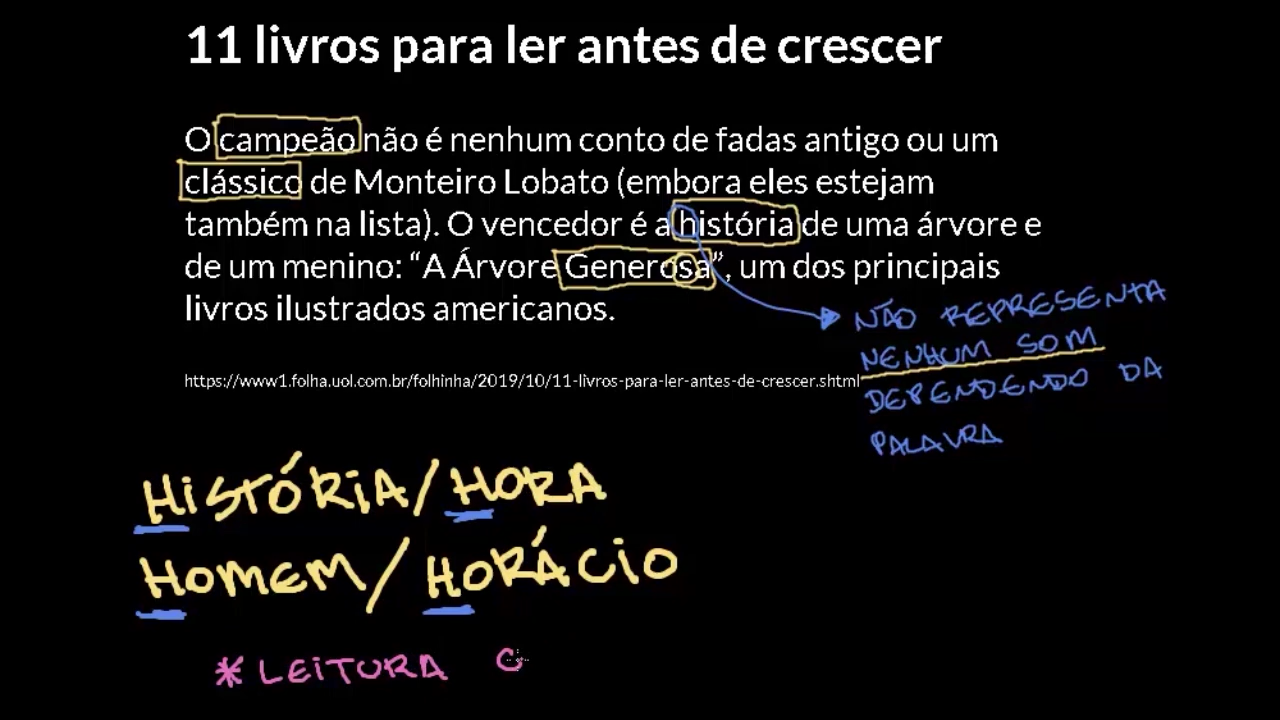 11 livros para ler antes de crescer
O campeão não é nenhum conto de fadas antigo ou um
clássico de Monteiro Lobato (embora eles estejam
também na lista). O vencedor é a história de uma árvore e
de um menino: “A Árvore Generosa”, um dos principais
livros ilustrados americanos.
NÃO REPRESENTA
NENHUM SOM
DEPENDENDO DA
PALAVRA
https://www1.folha.uol.com.br/folhinha/2019/10/11-livros-para-ler-antes-de-crescer.shtml
HiSTÓRiA/HORA
HOMEM/HORÁCiO
* LEiTURA C